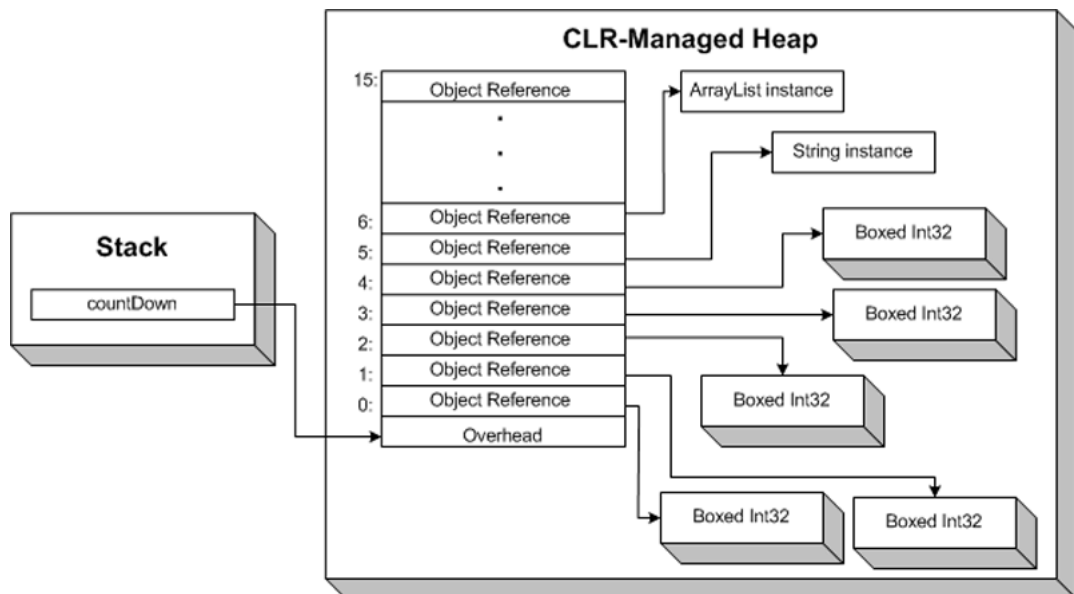 CLR-Managed Heap
15:
Object Reference
ArrayList instance
String instance
6:
Object Reference
5:
Object Reference
Boxed Int32
4:
Object Reference
3:
Object Reference
Boxed Int32
2:
Object Reference
1:
Object Reference
Boxed Int32
0:
Object Reference
Overhead
Boxed Int32
Boxed Int32
Stack
countDown